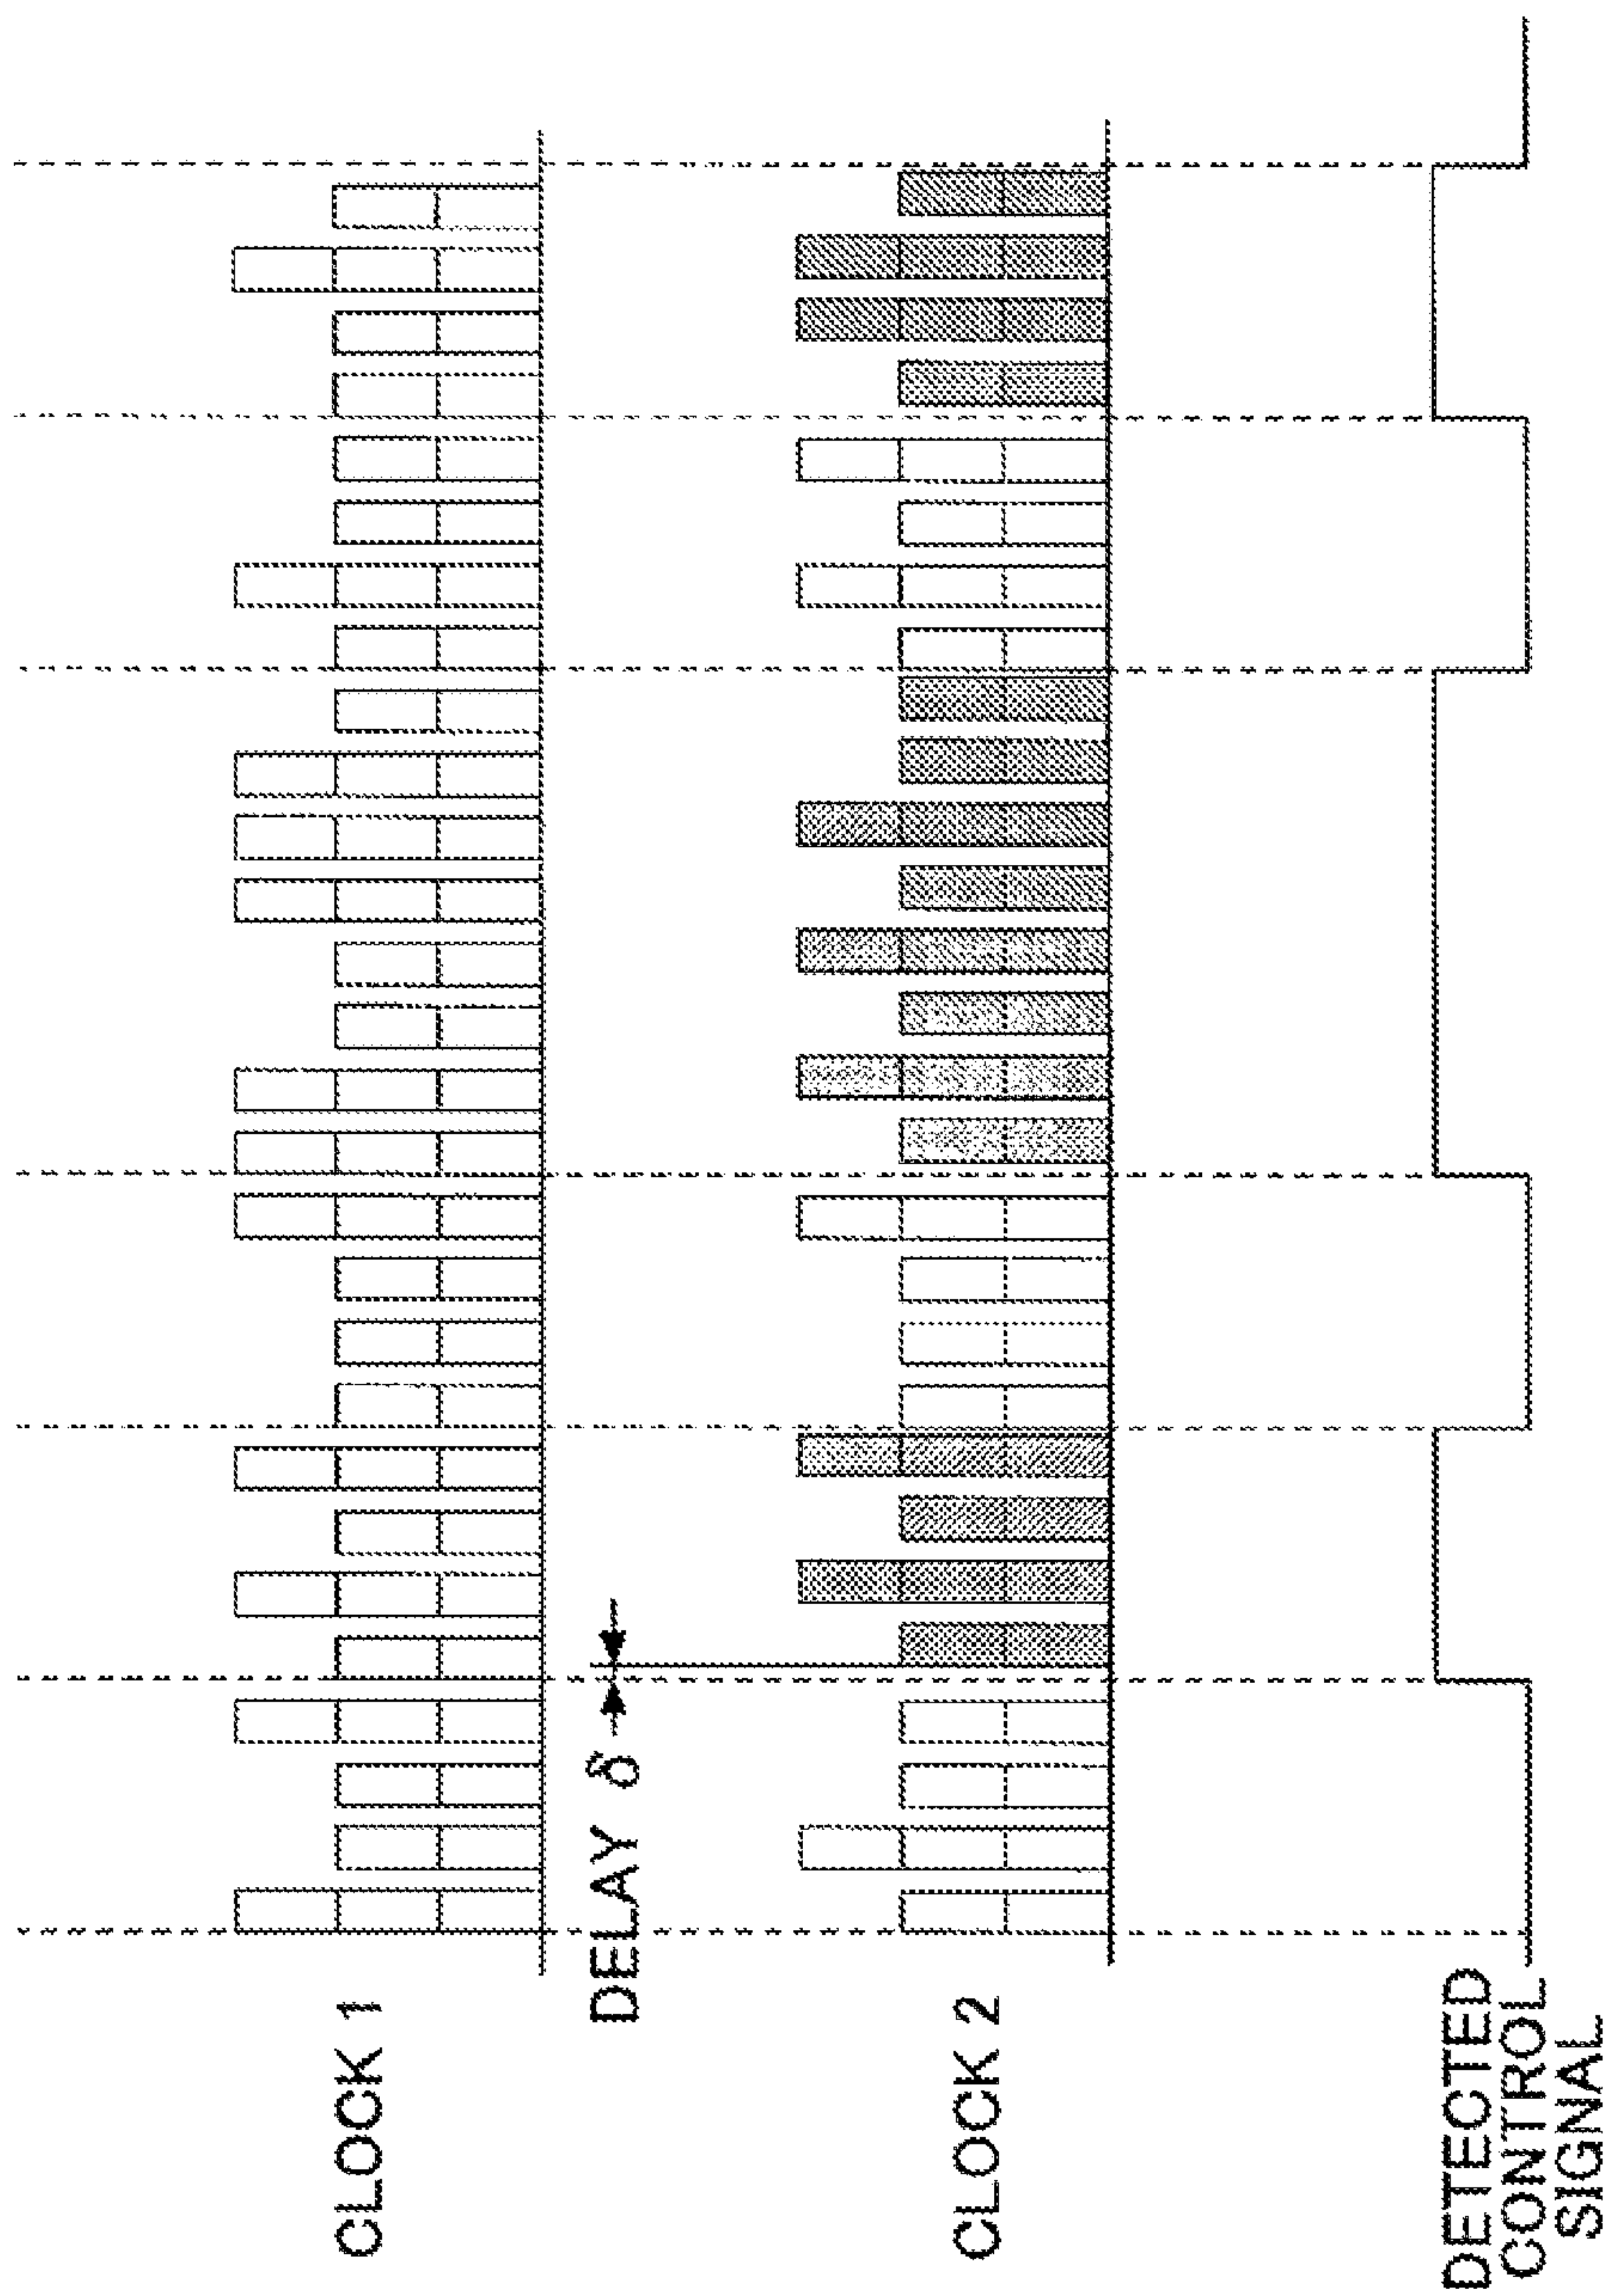 CLOCK 1
DELAY δ
CLOCK 2
DETECTED
CONTROL
SIGNAL